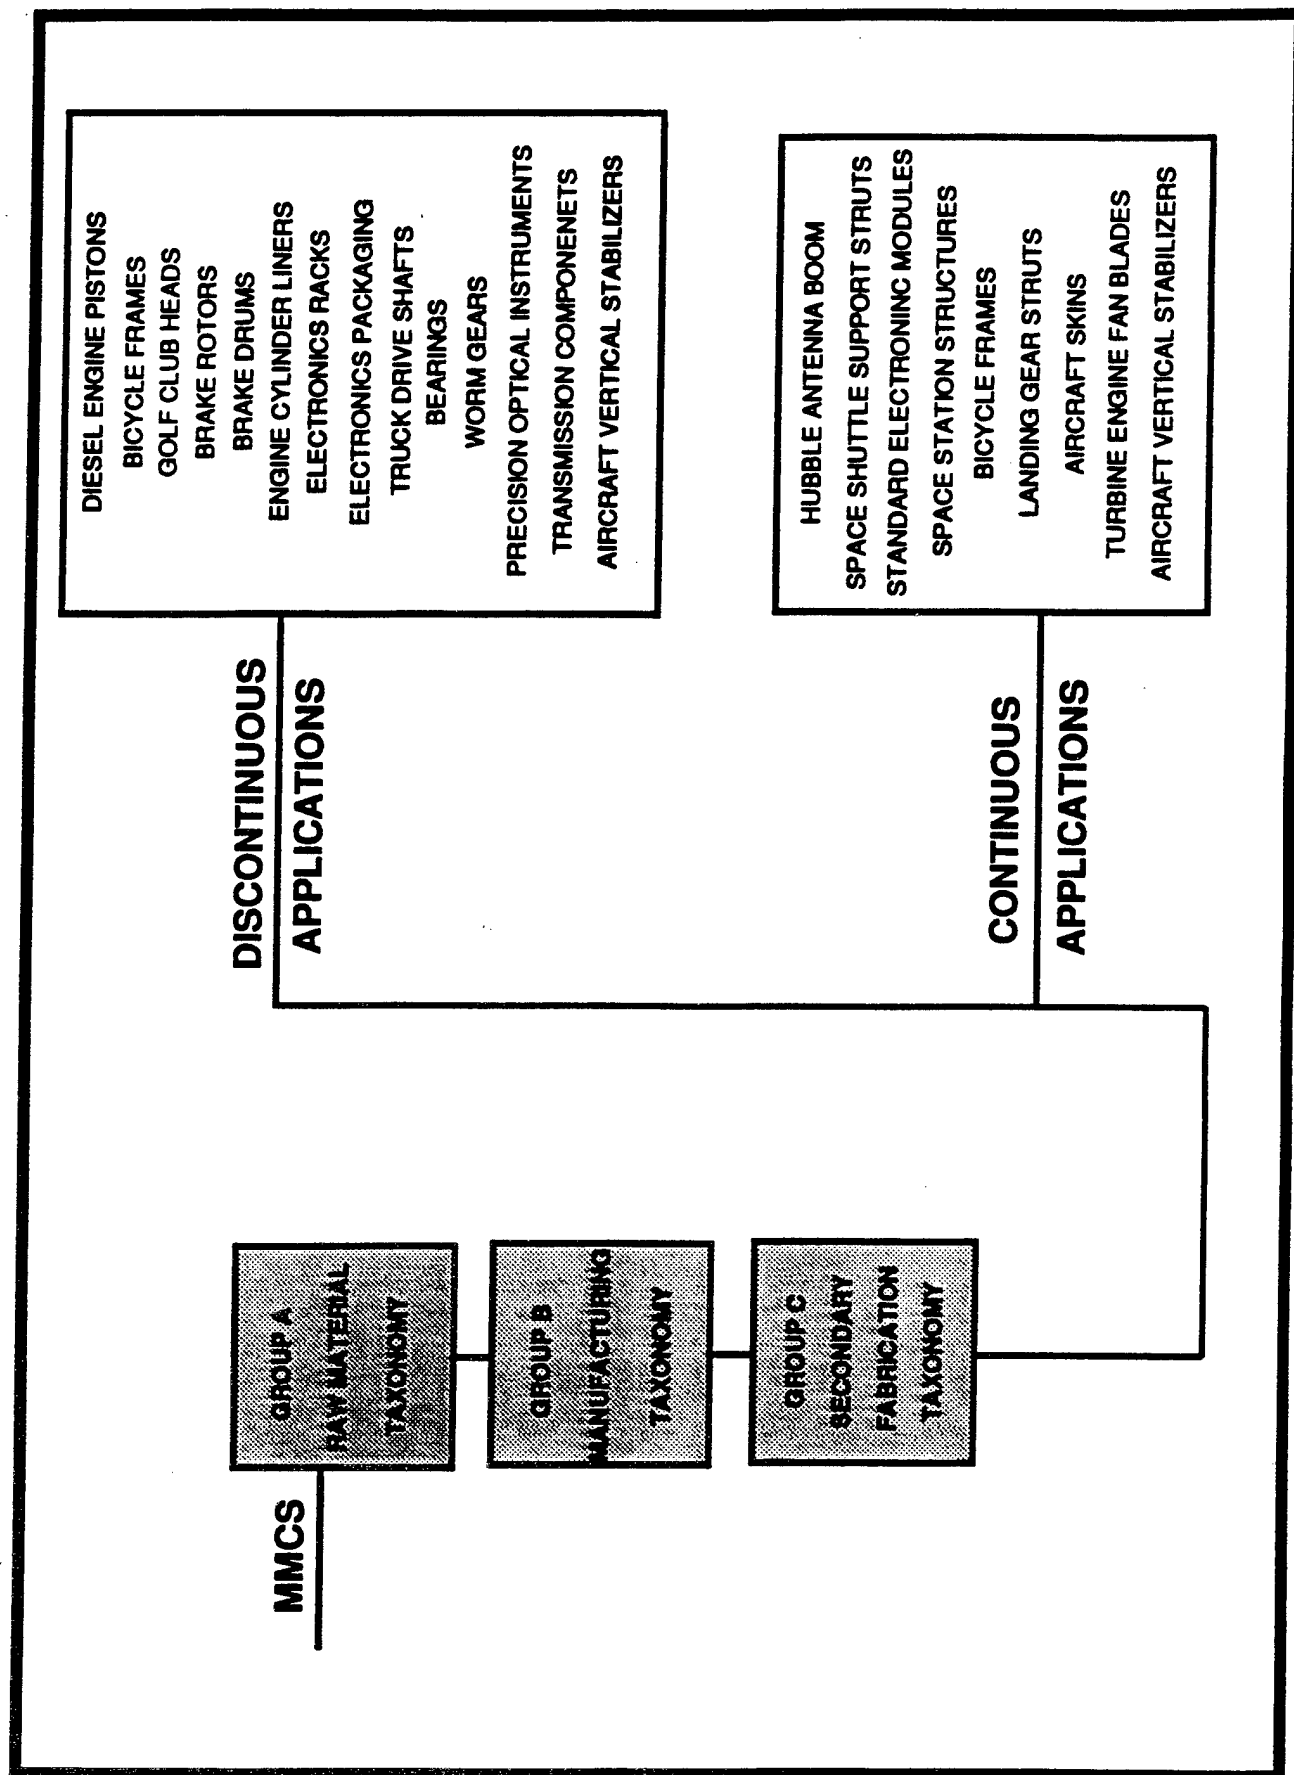 MMCS
GROUP A
RAW MATERIAL
TAXONOMY
GROUP B
MANUFACTURING
TAXONOMY
GROUP C
SECONDARY
FABRICATION
TAXONOMY
DISCONTINUOUS
APPLICATIONS
DIESEL ENGINE PISTONS
BICYCLE FRAMES
GOLF CLUB HEADS
BRAKE ROTORS
BRAKE DRUMS
ENGINE CYLINDER LINERS
ELECTRONICS RACKS
ELECTRONICS PACKAGING
TRUCK DRIVE SHAFTS
BEARINGS
WORM GEARS
PRECISION OPTICAL INSTRUMENTS
TRANSMISSION COMPONENETS
AIRCRAFT VERTICAL STABILIZERS
CONTINUOUS
APPLICATIONS
HUBBLE ANTENNA BOOM
SPACE SHUTTLE SUPPORT STRUTS
STANDARD ELECTRONINC MODULES
SPACE STATION STRUCTURES
BICYCLE FRAMES
LANDING GEAR STRUTS
AIRCRAFT SKINS
TURBINE ENGINE FAN BLADES
AIRCRAFT VERTICAL STABILIZERS